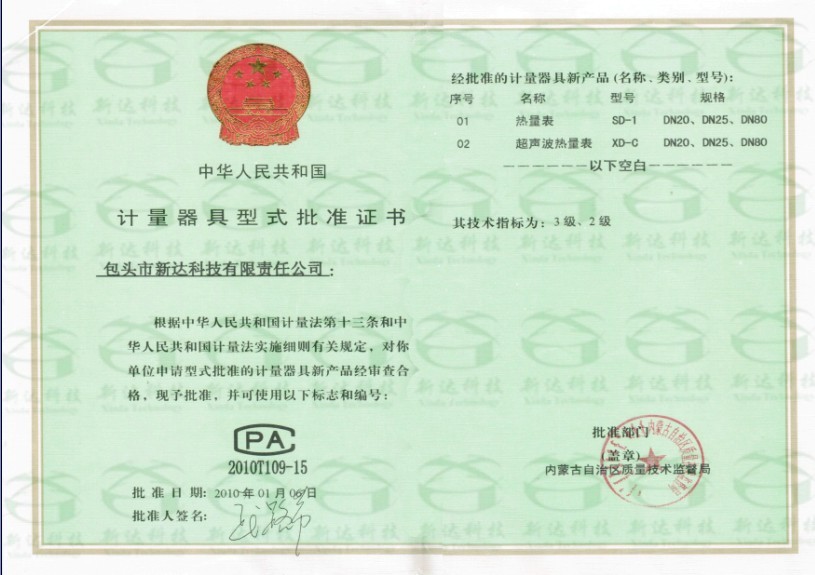 中华人民共和国
计量器具型式批准证书
包头市新达科技有限责任公司：
根据中华人民共和国计量法第十三条和中
华人民共和国计量法实施细则有关规定，对你
单位申请型式批准的计量器具新产品经审查合
格，现予批准，并可使用以下标志和编号：
CPA
2010T109-15
批准日期：2010年01月06日
批准人签名：
经批准的计量器具新产品(名称、类别、型号)：
序号 名称 型号 规格
01 热量表 SD-1 DN20、DN25、DN80
02 超声波热量表 XD-C DN20、DN25、DN80
——————以下空白——————
其技术指标为：3级、2级
批准部门
(盖章)
内蒙古自治区质量技术监督局
新达科技
Xinda Technology